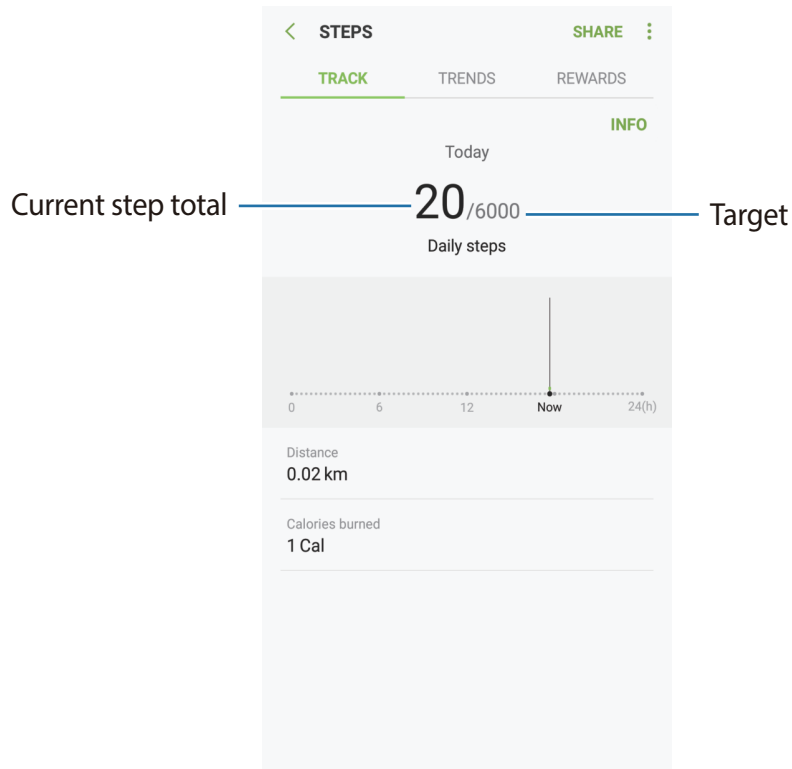 STEPS SHARE
TRACK TRENDS REWARDS
INFO
Today
Current step total 20/6000 Target
Daily steps
0 6 12 Now 24(h)
Distance
0.02 km
Calories burned
1 Cal